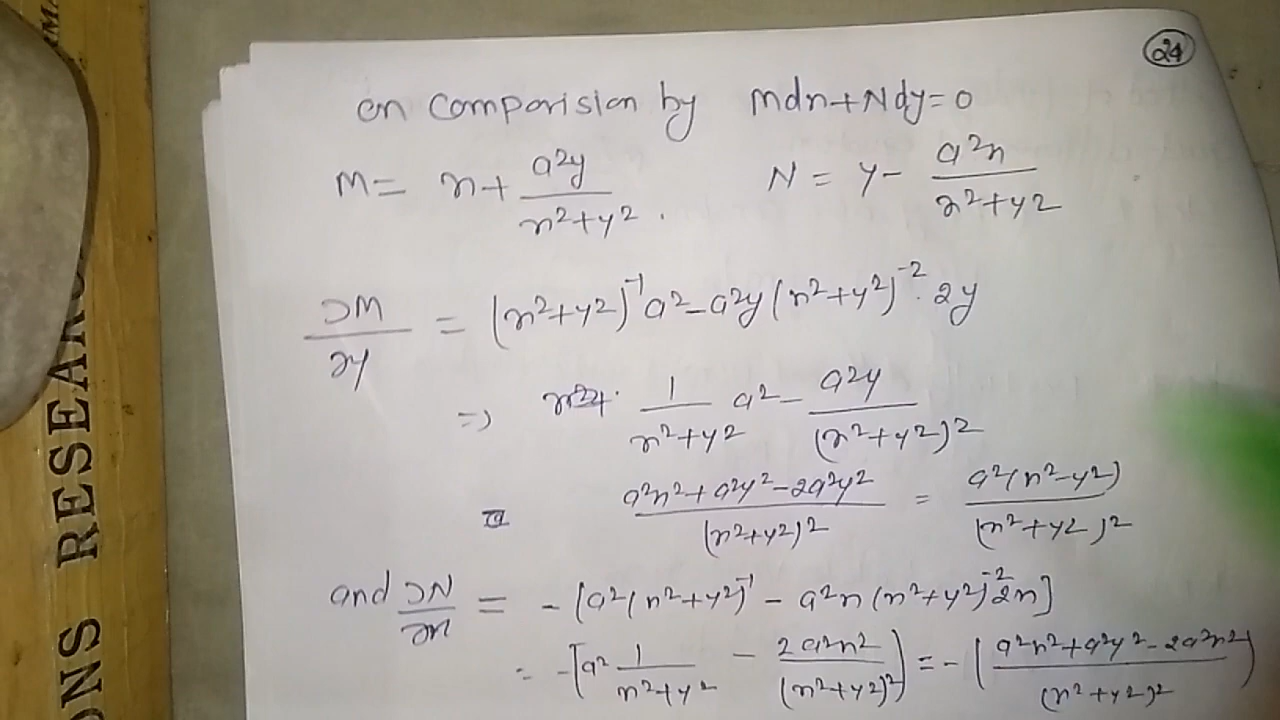 24
on comparision by Mdx+Ndy=0
M= x+ a²y/x²+y². N = y- a²x/x²+y²
∂M/∂y = (x²+y²)⁻¹a²-a²y(x²+y²)⁻².2y
=> 1/x²+y² a² - a²y/(x²+y²)²
a²x²+a²y²-2a²y²/(x²+y²)² = a²(x²-y²)/(x²+y²)²
and ∂N/∂x = -[a²(x²+y²)⁻¹ - a²x(x²+y²)⁻²2x]
= -[a² 1/x²+y² - 2a²x²/(x²+y²)²) = -(a²x²+a²y²-2a²x²/(x²+y²)²)
ONS RESEARC